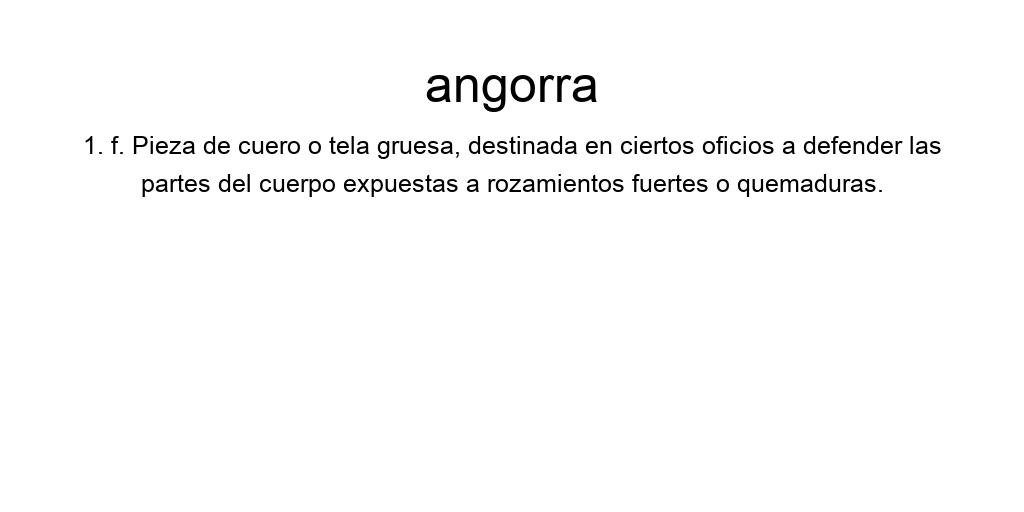 angorra
1. f. Pieza de cuero o tela gruesa, destinada en ciertos oficios a defender las
partes del cuerpo expuestas a rozamientos fuertes o quemaduras.